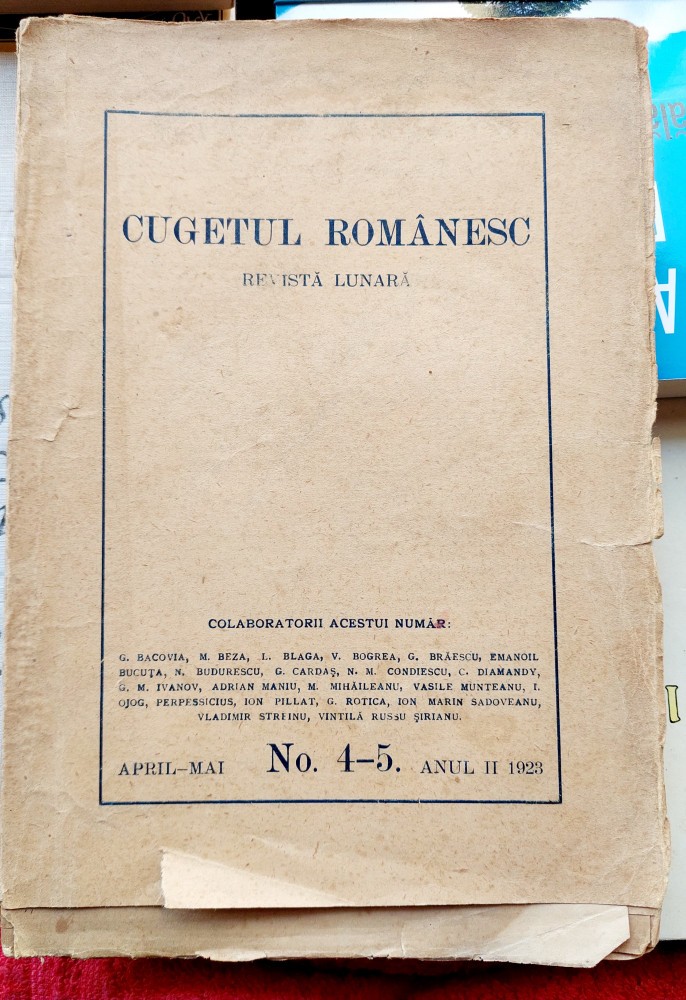 CUGETUL ROMÂNESC
REVISTĂ LUNARĂ
COLABORATORII ACESTUI NUMĂR:
G. BACOVIA, M. BEZA, L. BLAGA, V. BOGREA, G. BRĂESCU, EMANOIL
BUCUȚA, N. BUDURESCU, G. CARDAȘ, N. M. CONDIESCU, C. DIAMANDY,
G. M. IVANOV, ADRIAN MANIU, M. MIHĂILEANU, VASILE MUNTEANU, I.
OJOG, PERPESSICIUS, ION PILLAT, G. ROTICA, ION MARIN SADOVEANU,
VLADIMIR STREINU, VINTILĂ RUSSU ȘIRIANU.
APRIL–MAI No. 4–5. ANUL II 1923